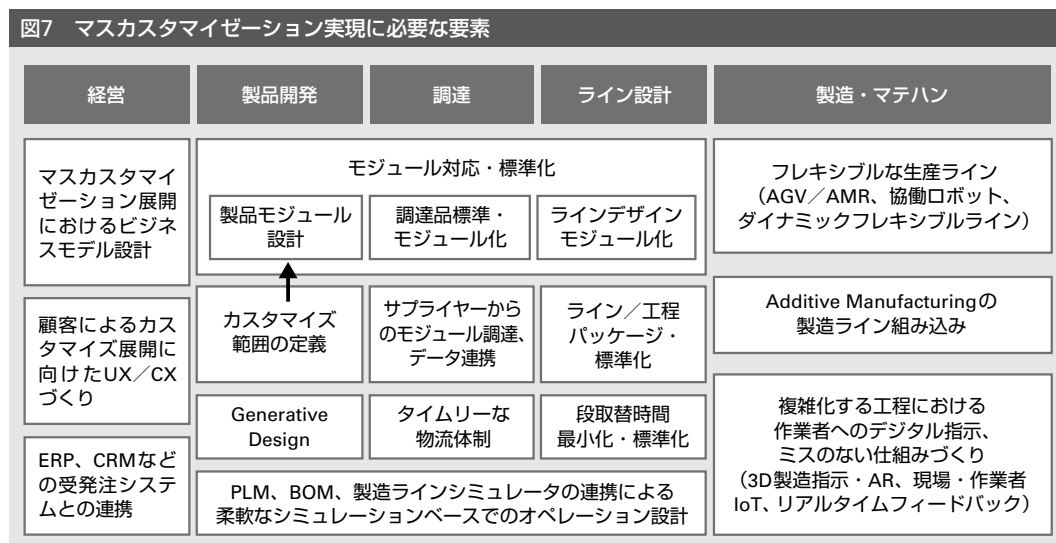 図7　マスカスタマイゼーション実現に必要な要素
経営
製品開発
調達
ライン設計
製造・マテハン
マスカスタマイ
ゼーション展開
におけるビジネ
スモデル設計
顧客によるカス
タマイズ展開に
向けたUX／CX
づくり
ERP、CRMなど
の受発注システ
ムとの連携
モジュール対応・標準化
製品モジュール
設計
調達品標準・
モジュール化
ラインデザイン
モジュール化
カスタマイズ
範囲の定義
サプライヤーから
のモジュール調達、
データ連携
ライン／工程
パッケージ・
標準化
Generative
Design
タイムリーな
物流体制
段取替時間
最小化・標準化
PLM、BOM、製造ラインシミュレータの連携による
柔軟なシミュレーションベースでのオペレーション設計
フレキシブルな生産ライン
（AGV／AMR、協働ロボット、
ダイナミックフレキシブルライン）
Additive Manufacturingの
製造ライン組み込み
複雑化する工程における
作業者へのデジタル指示、
ミスのない仕組みづくり
（3D製造指示・AR、現場・作業者
IoT、リアルタイムフィードバック）